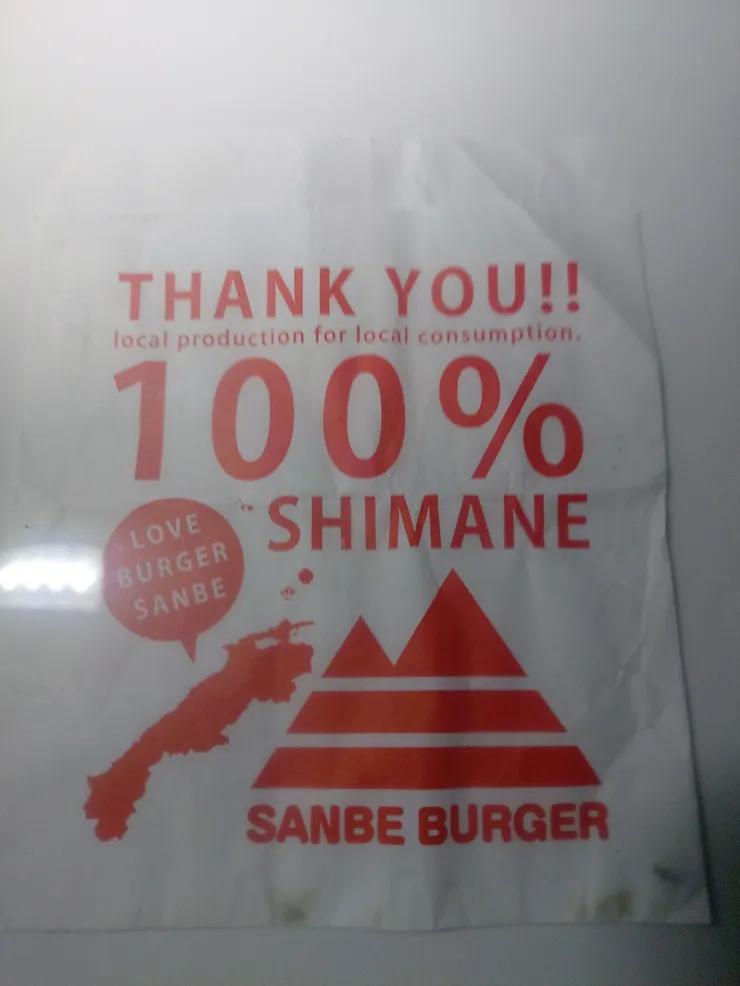 THANK YOU!!
local production for local consumption.
100%
SHIMANE
LOVE
BURGER
SANBE
SANBE BURGER